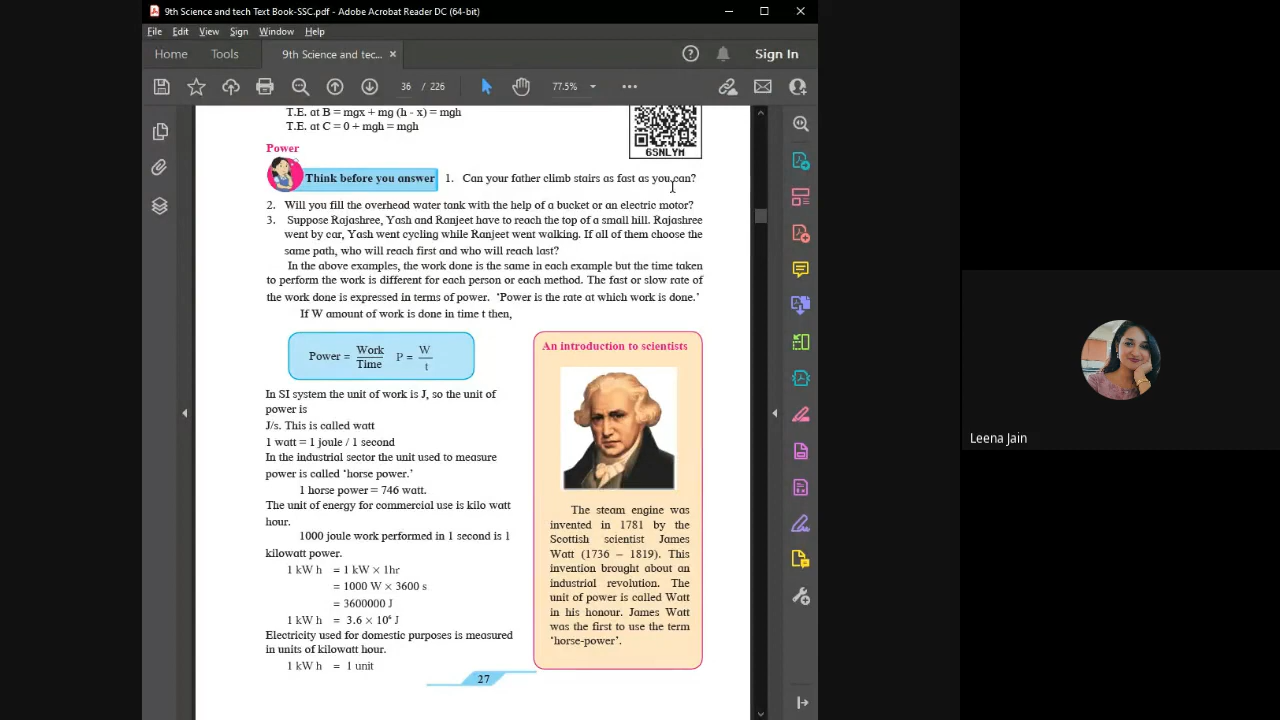 9th Science and tech Text Book-SSC.pdf - Adobe Acrobat Reader DC (64-bit)
File Edit View Sign Window Help
Home Tools 9th Science and tec... × Sign In
36 / 226 77.5%
T.E. at B = mgx + mg (h - x) = mgh
T.E. at C = 0 + mgh = mgh
6SNLYM
Power
Think before you answer 1. Can your father climb stairs as fast as you can?
2. Will you fill the overhead water tank with the help of a bucket or an electric motor?
3. Suppose Rajashree, Yash and Ranjeet have to reach the top of a small hill. Rajashree
went by car, Yash went cycling while Ranjeet went walking. If all of them choose the
same path, who will reach first and who will reach last?
In the above examples, the work done is the same in each example but the time taken
to perform the work is different for each person or each method. The fast or slow rate of
the work done is expressed in terms of power. ‘Power is the rate at which work is done.’
If W amount of work is done in time t then,
Power = Work / Time P = W / t
In SI system the unit of work is J, so the unit of
power is
J/s. This is called watt
1 watt = 1 joule / 1 second
In the industrial sector the unit used to measure
power is called ‘horse power.’
1 horse power = 746 watt.
The unit of energy for commercial use is kilo watt
hour.
1000 joule work performed in 1 second is 1
kilowatt power.
1 kW h = 1 kW × 1hr
= 1000 W × 3600 s
= 3600000 J
1 kW h = 3.6 × 10⁶ J
Electricity used for domestic purposes is measured
in units of kilowatt hour.
1 kW h = 1 unit
An introduction to scientists
The steam engine was
invented in 1781 by the
Scottish scientist James
Watt (1736 – 1819). This
invention brought about an
industrial revolution. The
unit of power is called Watt
in his honour. James Watt
was the first to use the term
‘horse-power’.
27
Leena Jain